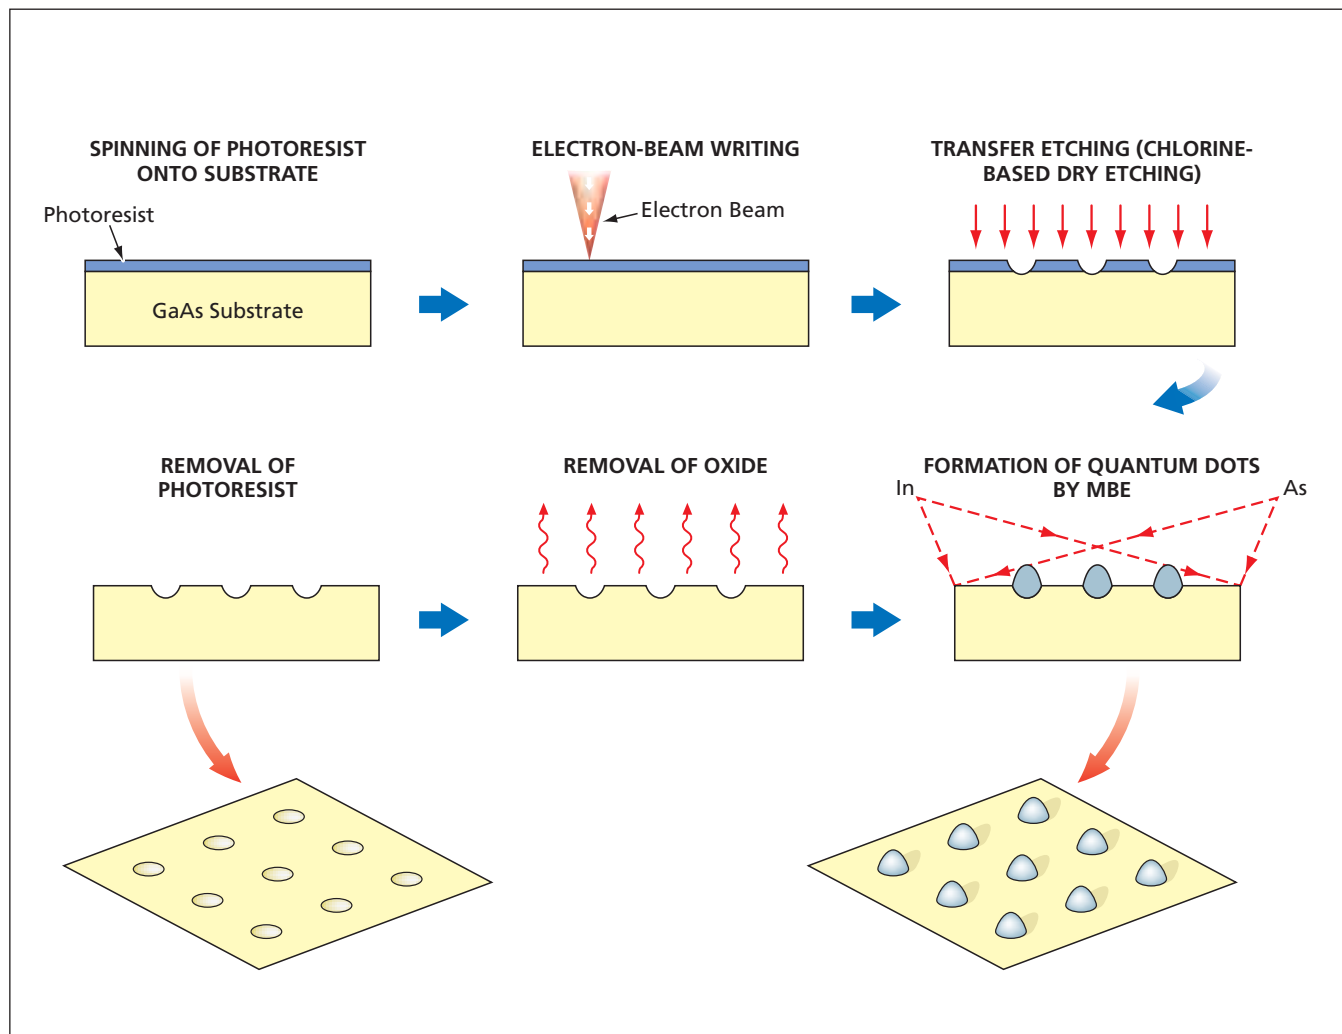 SPINNING OF PHOTORESIST
ONTO SUBSTRATE
Photoresist
GaAs Substrate
ELECTRON-BEAM WRITING
Electron Beam
TRANSFER ETCHING (CHLORINE-
BASED DRY ETCHING)
REMOVAL OF
PHOTORESIST
REMOVAL OF OXIDE
FORMATION OF QUANTUM DOTS
BY MBE
In
As